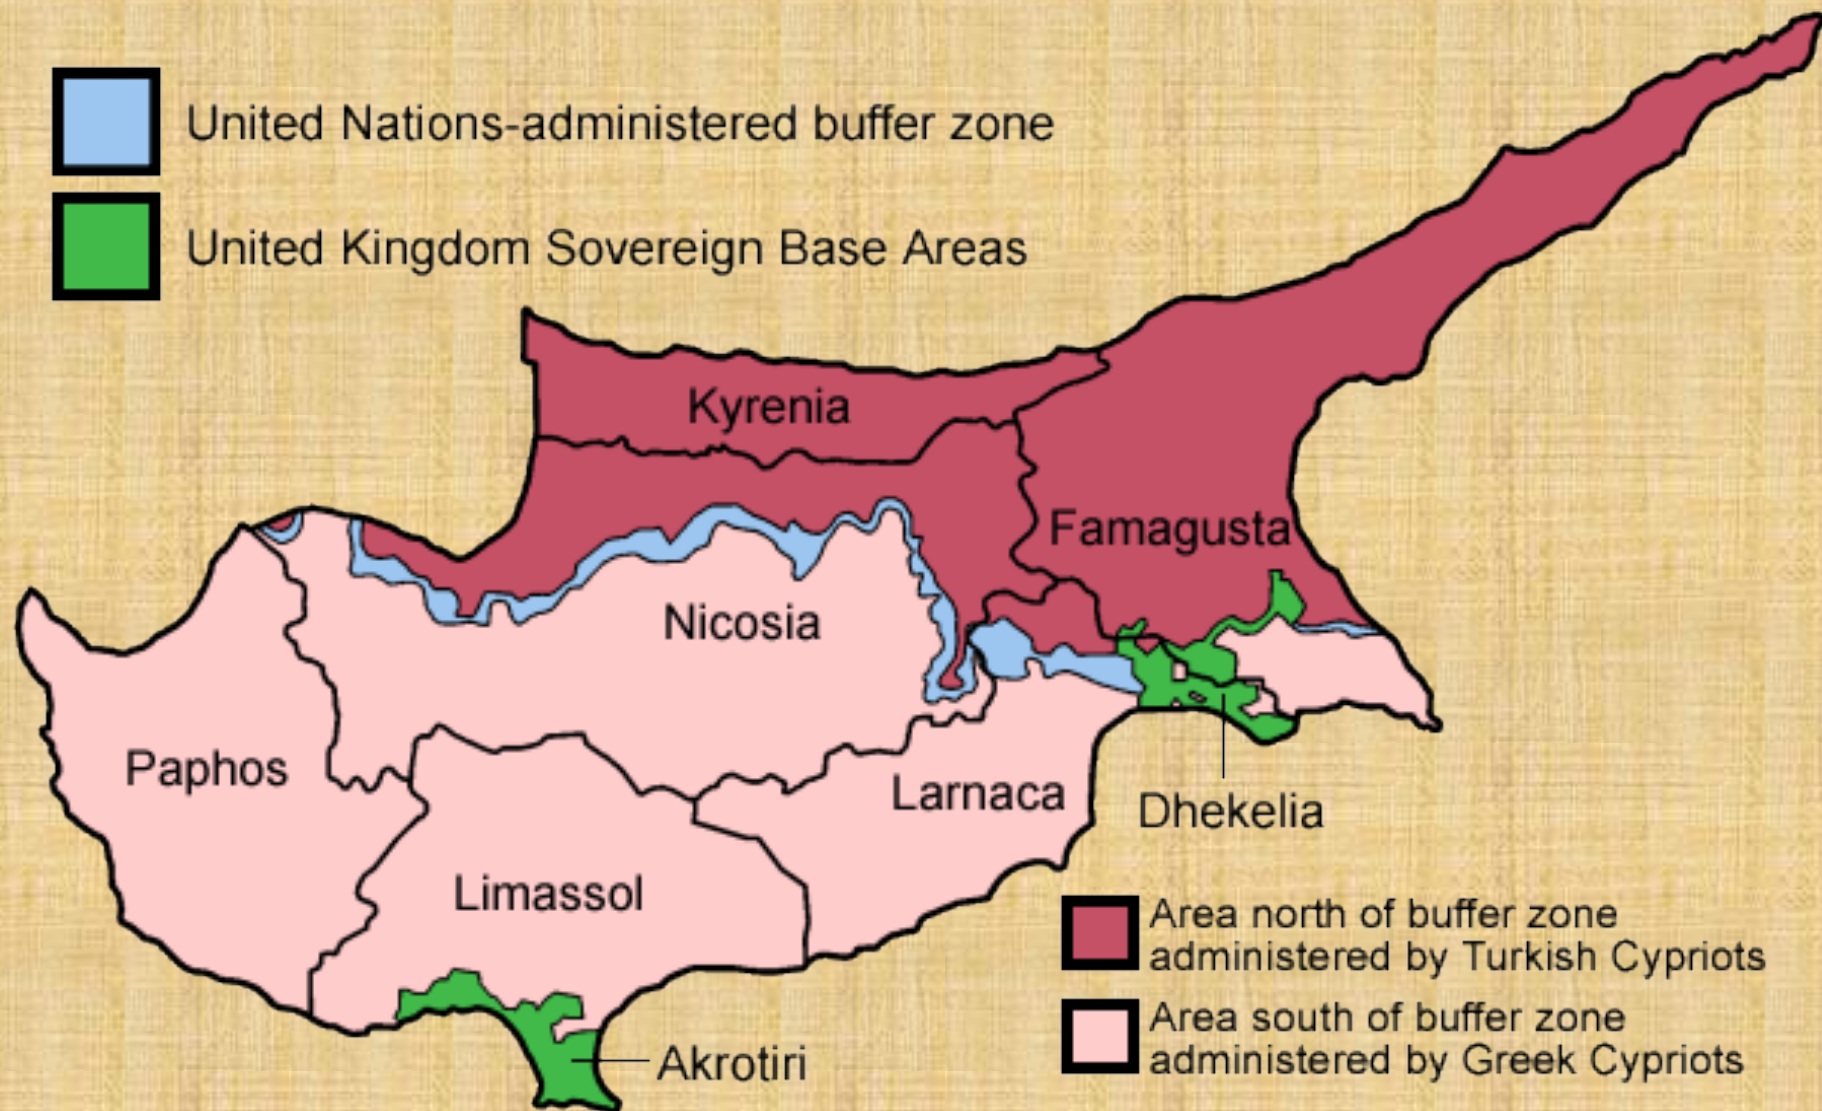 United Nations-administered buffer zone
United Kingdom Sovereign Base Areas
Kyrenia
Famagusta
Nicosia
Paphos
Larnaca
Dhekelia
Limassol
Area north of buffer zone
administered by Turkish Cypriots
Area south of buffer zone
administered by Greek Cypriots
Akrotiri